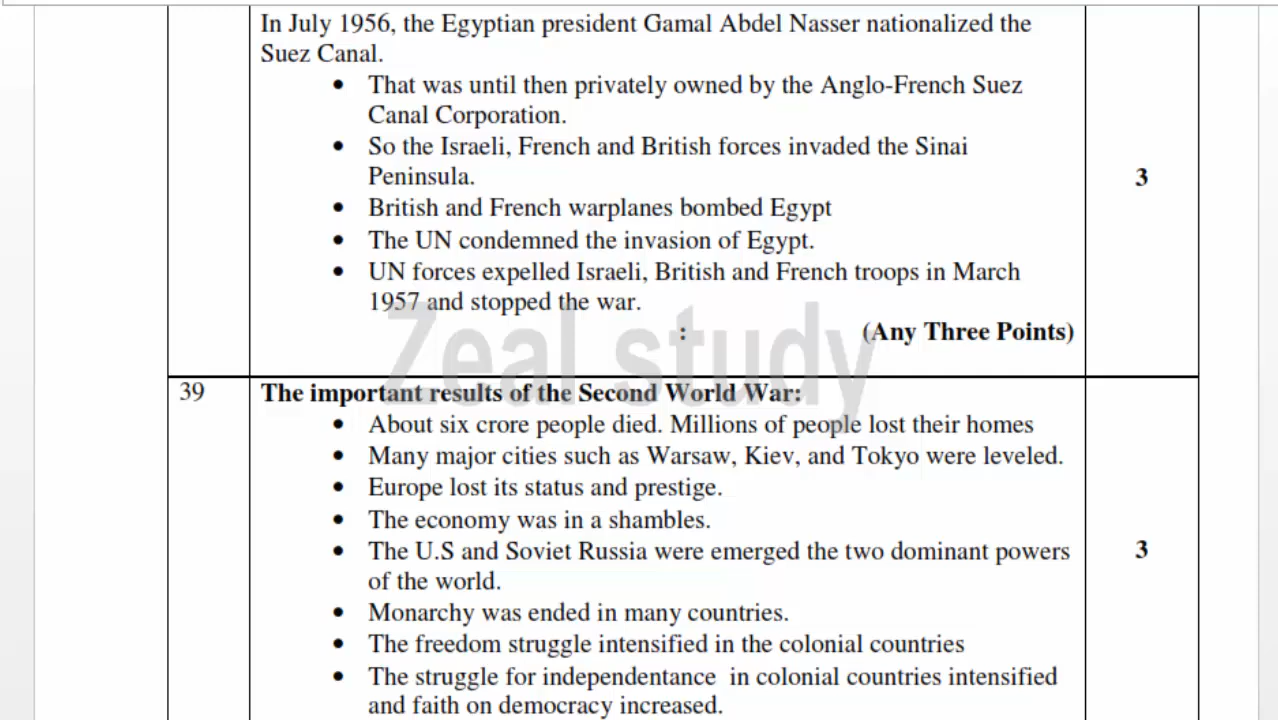 In July 1956, the Egyptian president Gamal Abdel Nasser nationalized the
Suez Canal.
• That was until then privately owned by the Anglo-French Suez
Canal Corporation.
• So the Israeli, French and British forces invaded the Sinai
Peninsula.
3
• British and French warplanes bombed Egypt
• The UN condemned the invasion of Egypt.
• UN forces expelled Israeli, British and French troops in March
1957 and stopped the war.
: (Any Three Points)
Zeal study
39 The important results of the Second World War:
• About six crore people died. Millions of people lost their homes
• Many major cities such as Warsaw, Kiev, and Tokyo were leveled.
• Europe lost its status and prestige.
• The economy was in a shambles.
• The U.S and Soviet Russia were emerged the two dominant powers
of the world.
3
• Monarchy was ended in many countries.
• The freedom struggle intensified in the colonial countries
• The struggle for independentance in colonial countries intensified
and faith on democracy increased.